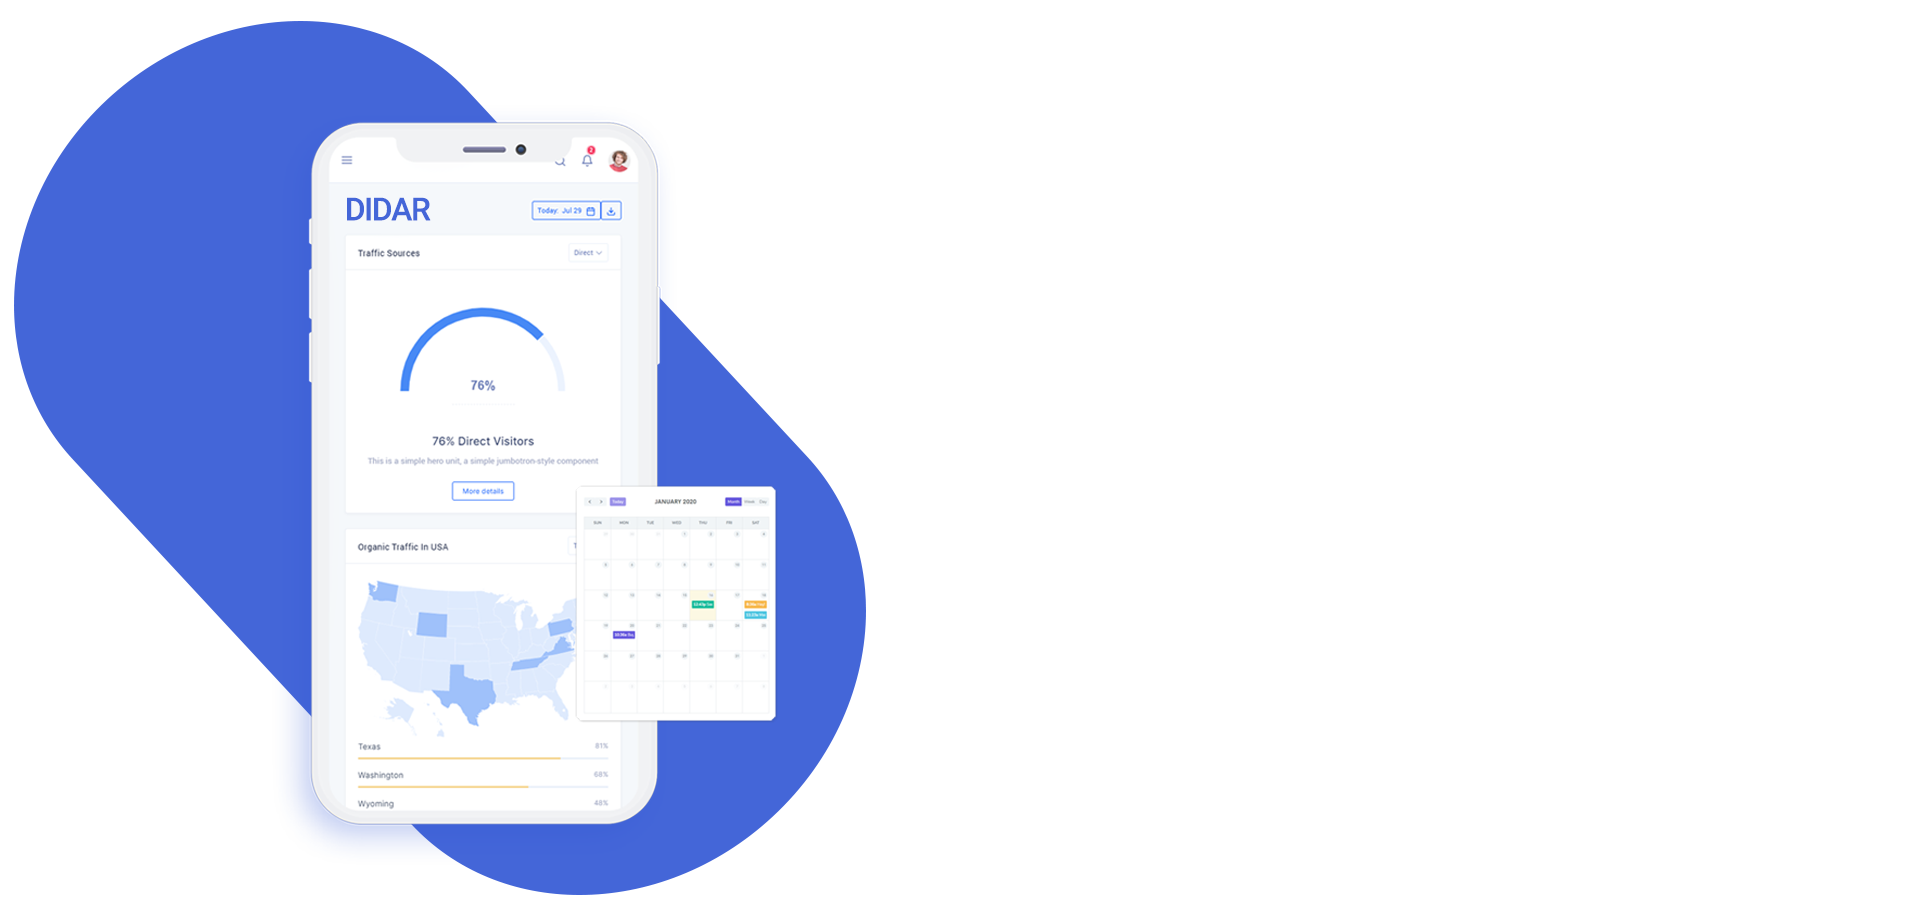 2
DIDAR
Today: Jul 29
Traffic Sources
Direct
76%
76% Direct Visitors
This is a simple hero unit, a simple jumbotron-style component
More details
Organic Traffic In USA
T
Texas
81%
Washington
68%
Wyoming
48%
Today
JANUARY 2020
Month Week Day
SUN MON TUE WED THU FRI SAT